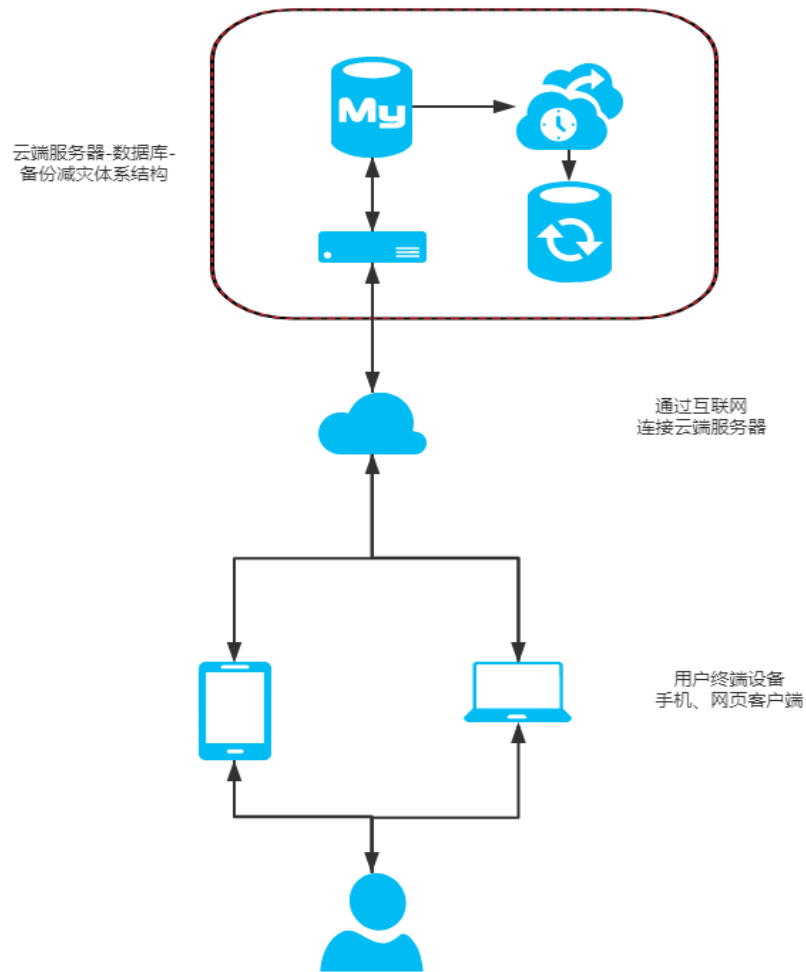 My
云端服务器-数据库-
备份减灾体系结构
通过互联网
连接云端服务器
用户终端设备
手机、网页客户端